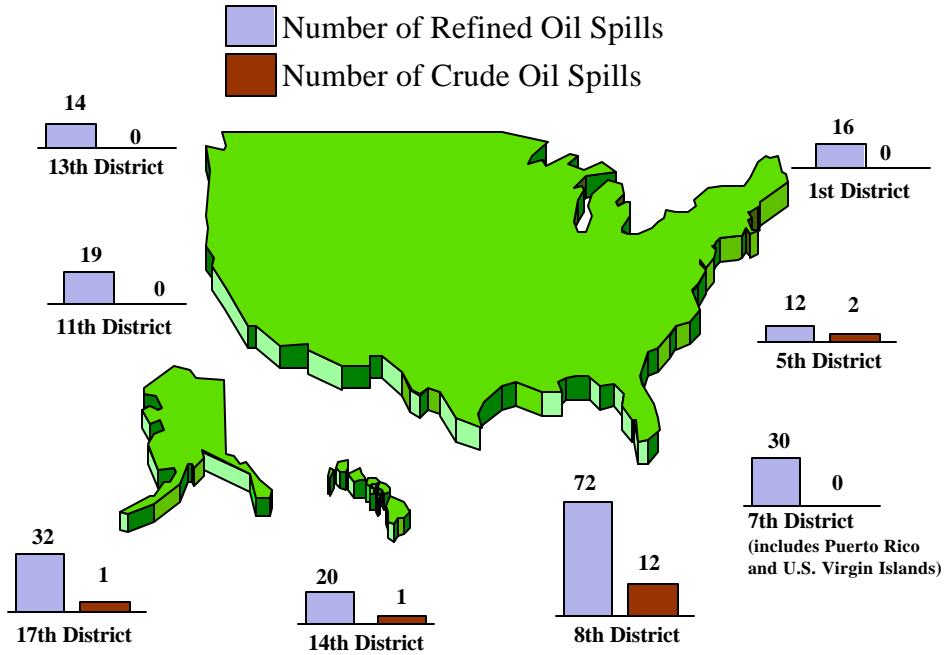 Number of Refined Oil Spills
Number of Crude Oil Spills
14
0
13th District
16
0
1st District
19
0
11th District
12
2
5th District
30
0
7th District
(includes Puerto Rico
and U.S. Virgin Islands)
32
1
17th District
20
1
14th District
72
12
8th District